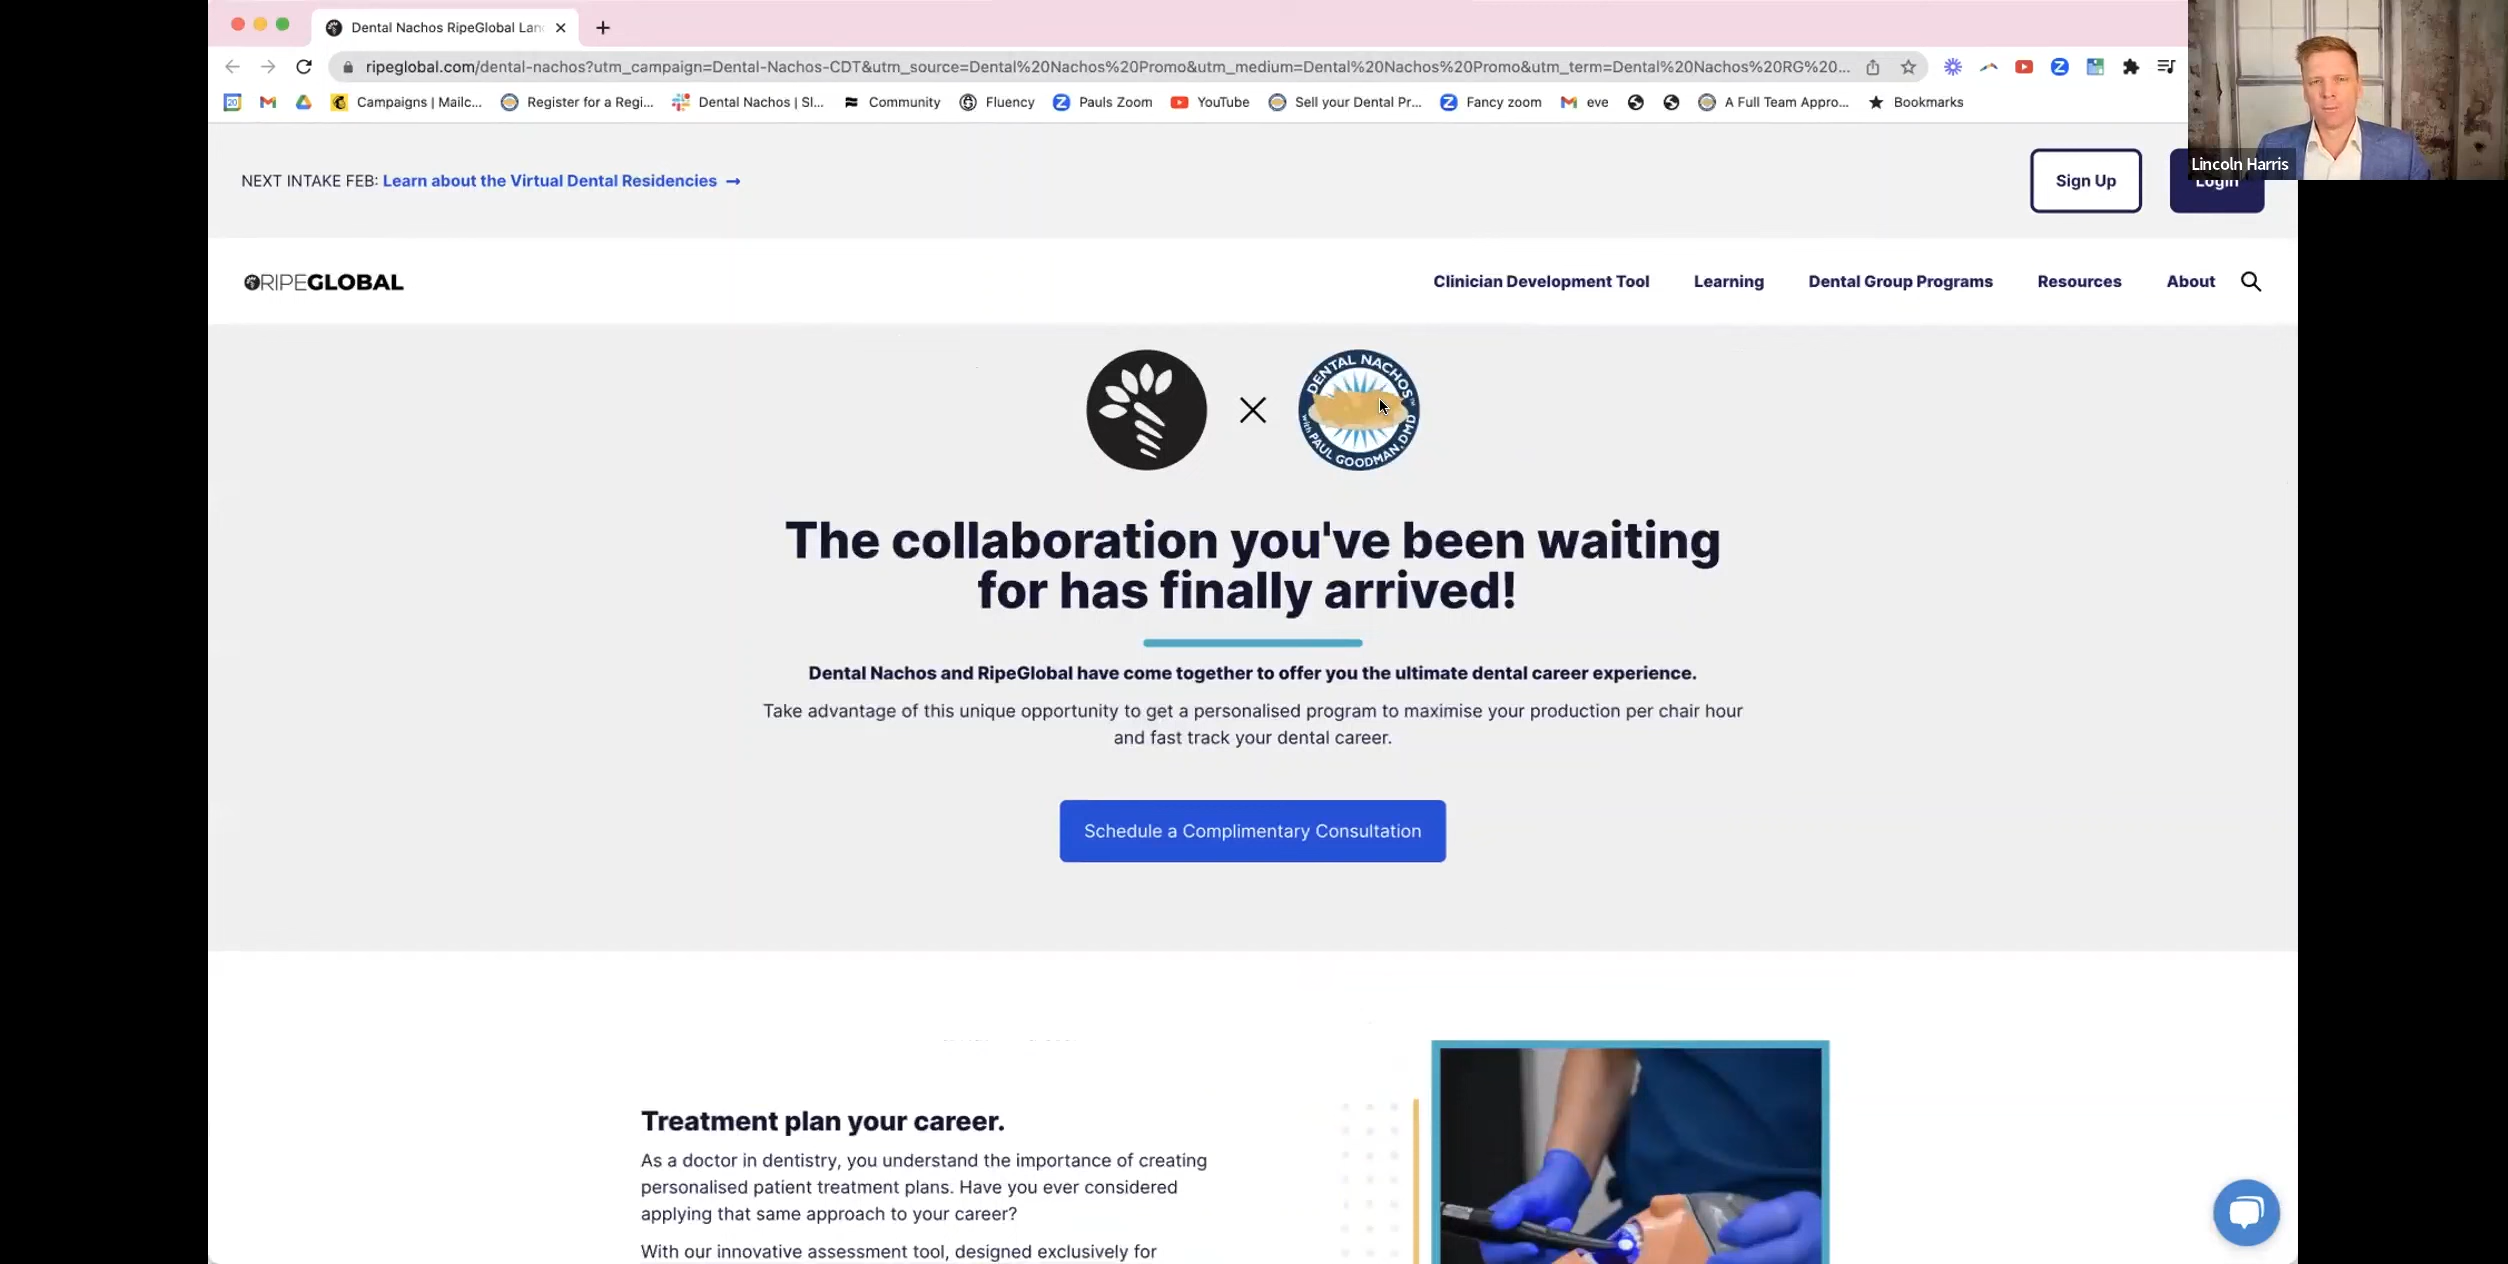 Dental Nachos RipeGlobal Lan
ripeglobal.com/dental-nachos?utm_campaign=Dental-Nachos-CDT&utm_source=Dental%20Nachos%20Promo&utm_medium=Dental%20Nachos%20Promo&utm_term=Dental%20Nachos%20RG%20...
20 Campaigns | Mailc... Register for a Regi... Dental Nachos | Sl... Community Fluency Pauls Zoom YouTube Sell your Dental Pr... Fancy zoom eve A Full Team Appro... Bookmarks
Lincoln Harris
NEXT INTAKE FEB: Learn about the Virtual Dental Residencies → Sign Up Login
RIPEGLOBAL Clinician Development Tool Learning Dental Group Programs Resources About
DENTAL NACHOS™
with PAUL GOODMAN, DMD
The collaboration you've been waiting
for has finally arrived!
Dental Nachos and RipeGlobal have come together to offer you the ultimate dental career experience.
Take advantage of this unique opportunity to get a personalised program to maximise your production per chair hour
and fast track your dental career.
Schedule a Complimentary Consultation
Treatment plan your career.
As a doctor in dentistry, you understand the importance of creating
personalised patient treatment plans. Have you ever considered
applying that same approach to your career?
With our innovative assessment tool, designed exclusively for